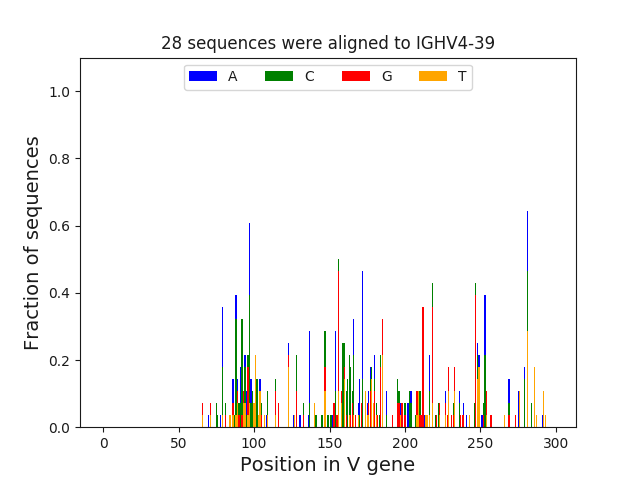 28 sequences were aligned to IGHV4-39
A C G T
1.0
0.8
0.6
0.4
0.2
0.0
Fraction of sequences
0 50 100 150 200 250 300
Position in V gene